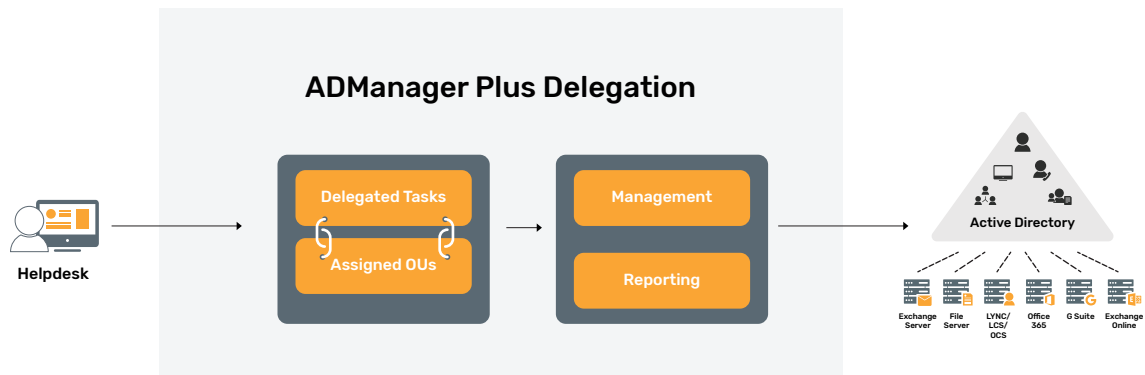 ADManager Plus Delegation
Delegated Tasks
Assigned OUs
Management
Reporting
Helpdesk
Active Directory
Exchange
Server
File
Server
LYNC/
LCS/
OCS
Office
365
G Suite
Exchange
Online